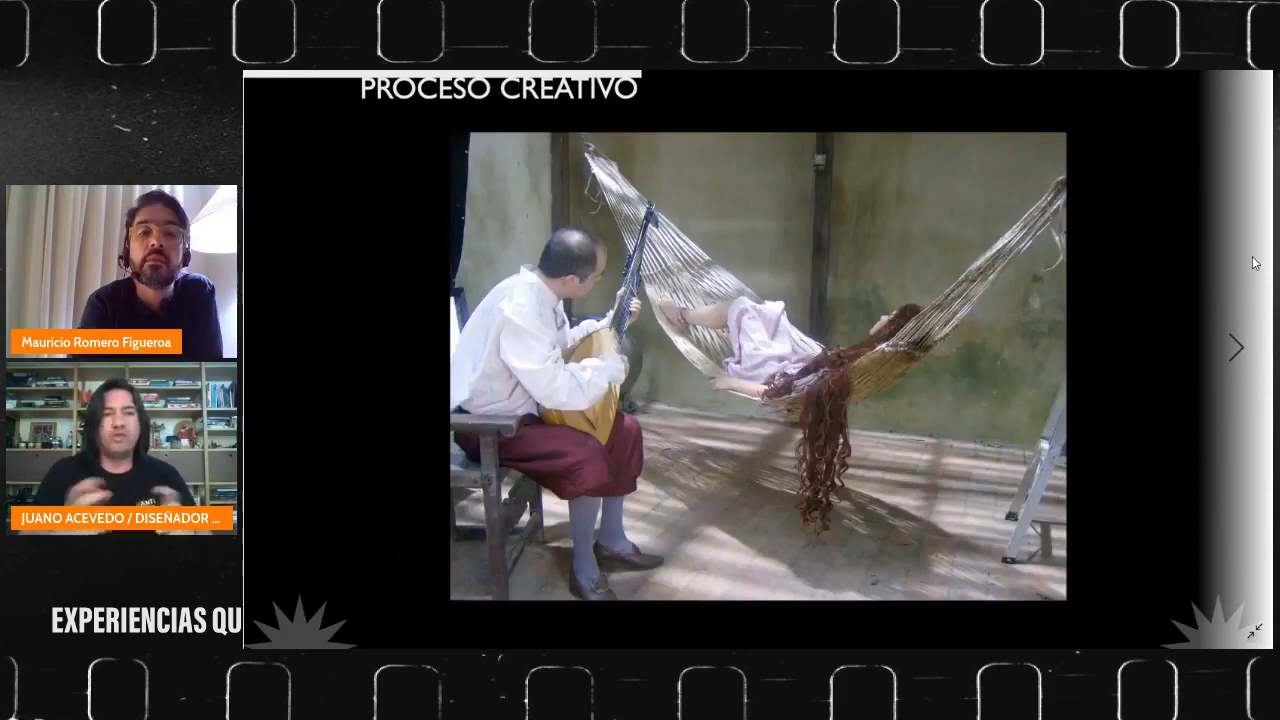 PROCESO CREATIVO
Mauricio Romero Figueroa
JUANO ACEVEDO / DISEÑADOR ...
EXPERIENCIAS QU